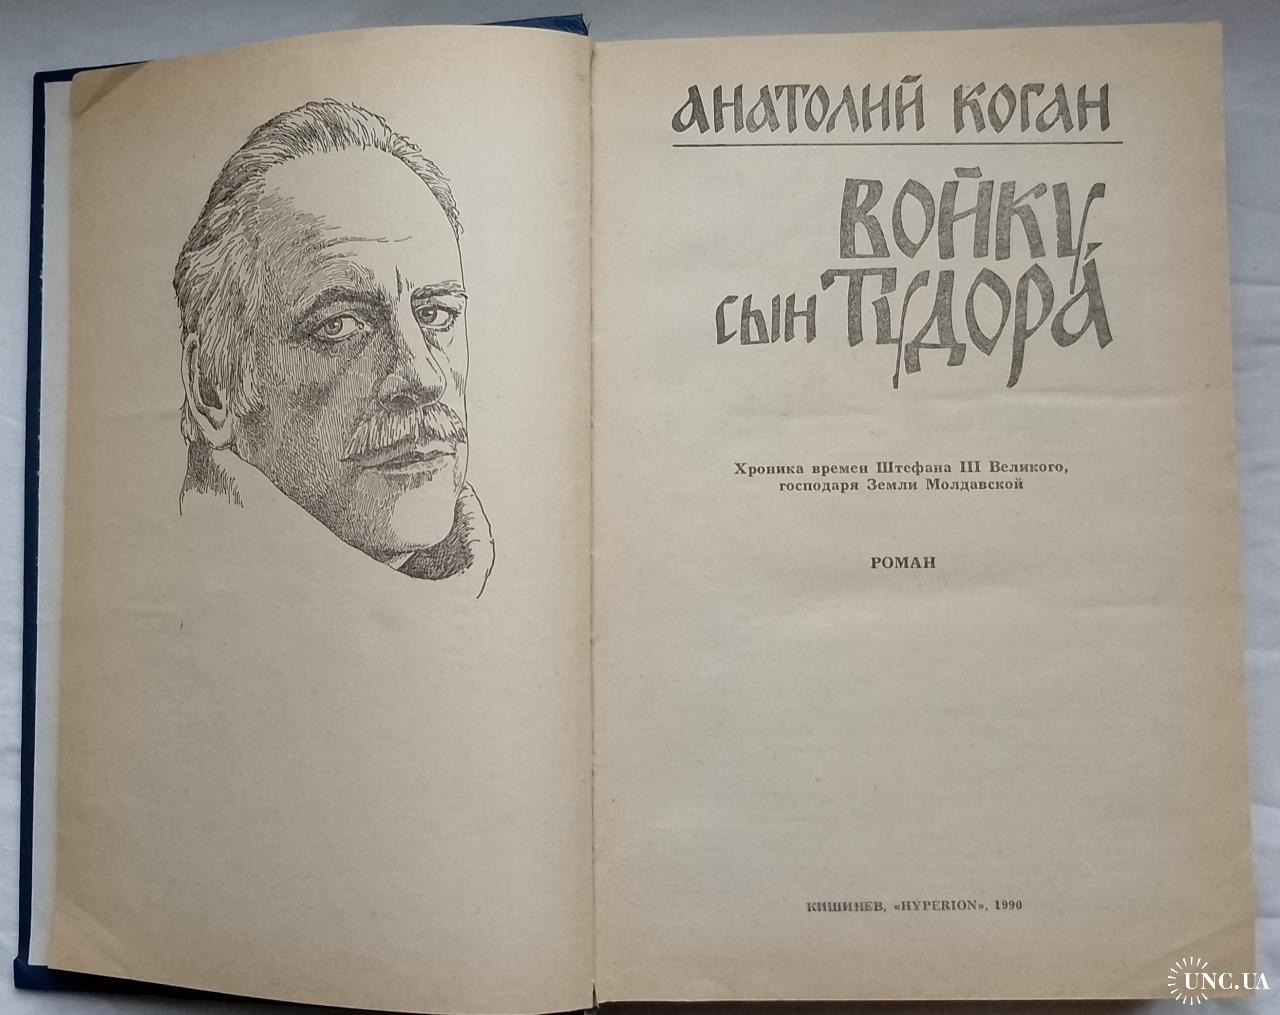 АНАТОЛИЙ КОГАН
ВОЙКУ,
СЫН ТУДОРА
Хроника времен Штефана III Великого,
господаря Земли Молдавской
РОМАН
КИШИНЕВ, «HYPERION», 1990
UNC.UA